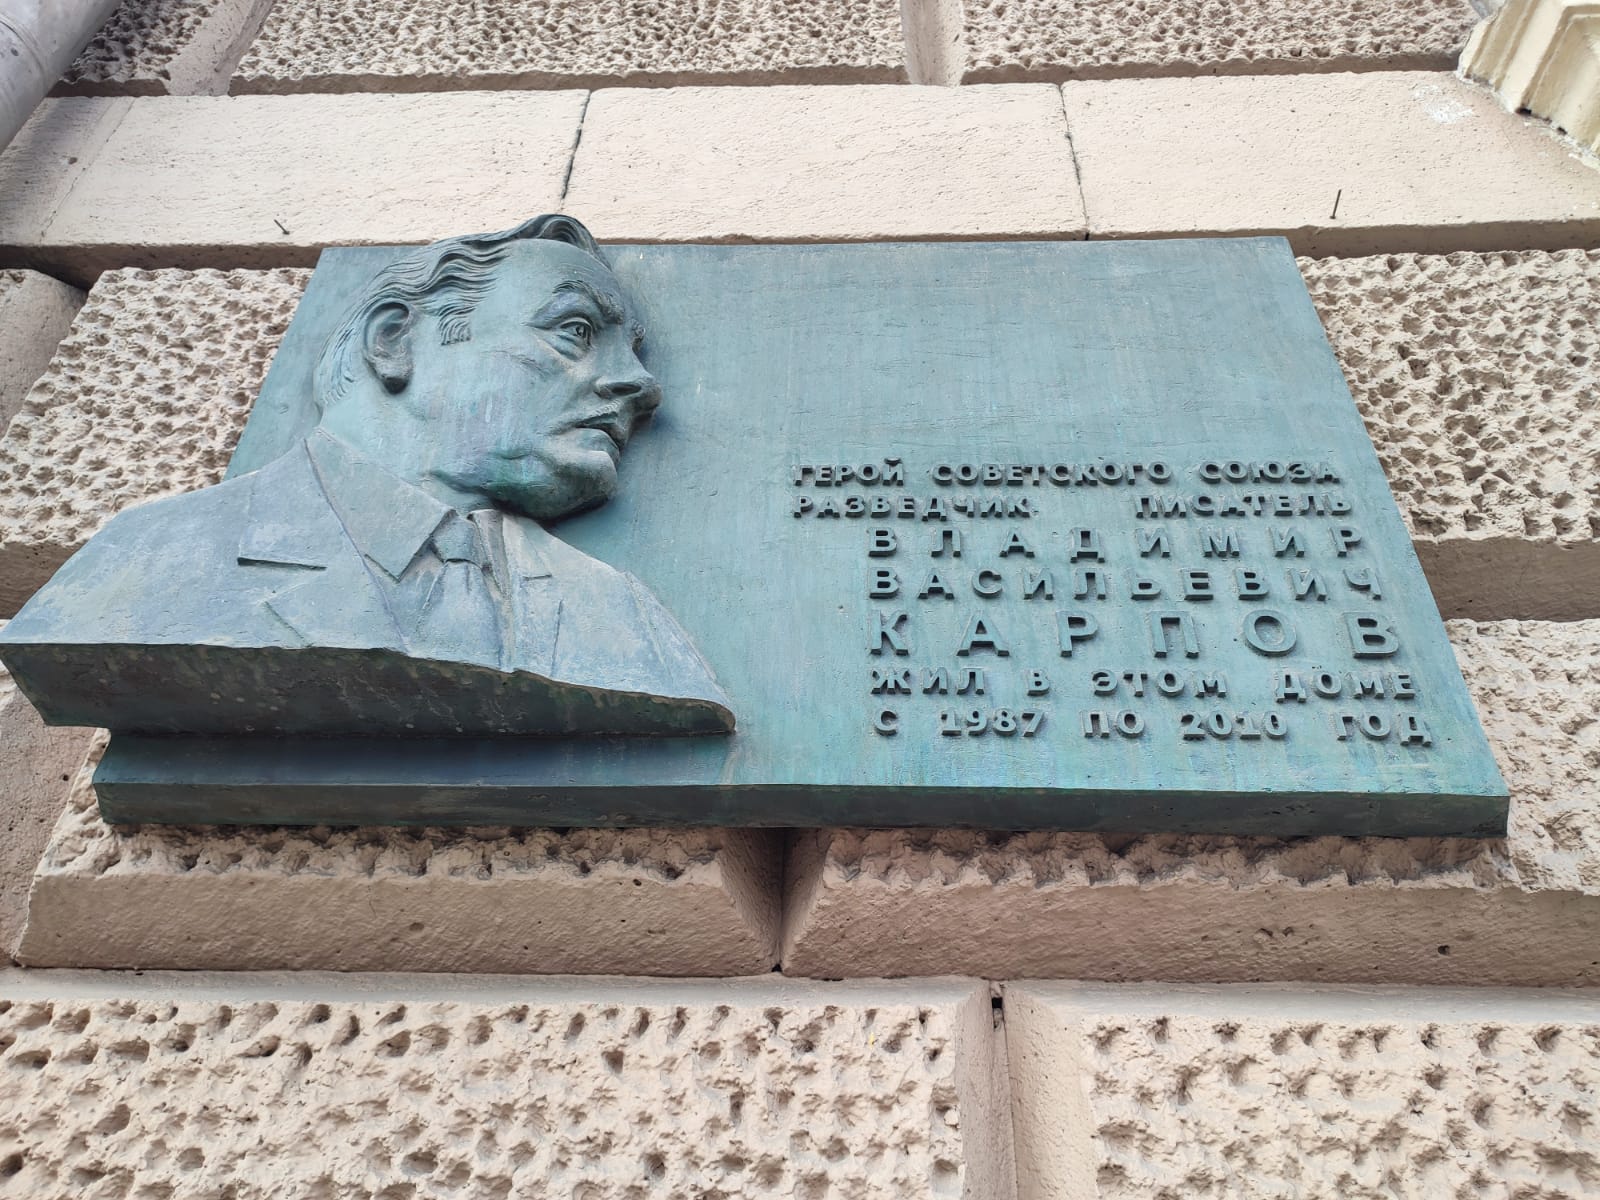 ГЕРОЙ СОВЕТСКОГО СОЮЗА
РАЗВЕДЧИК ПИСАТЕЛЬ
ВЛАДИМИР
ВАСИЛЬЕВИЧ
КАРПОВ
ЖИЛ В ЭТОМ ДОМЕ
С 1987 ПО 2010 ГОД